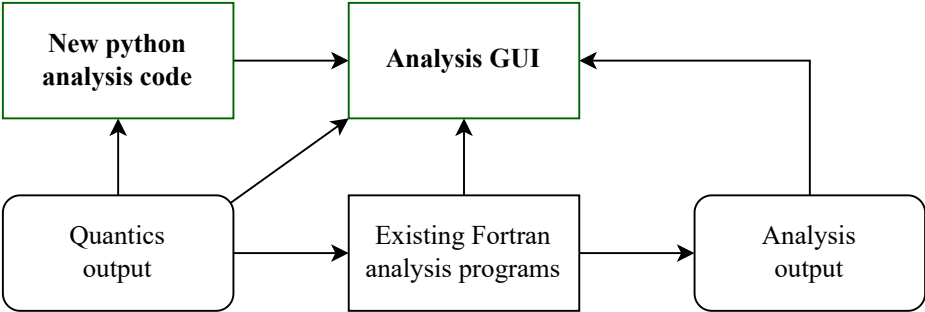 New python
analysis code
Analysis GUI
Quantics
output
Existing Fortran
analysis programs
Analysis
output